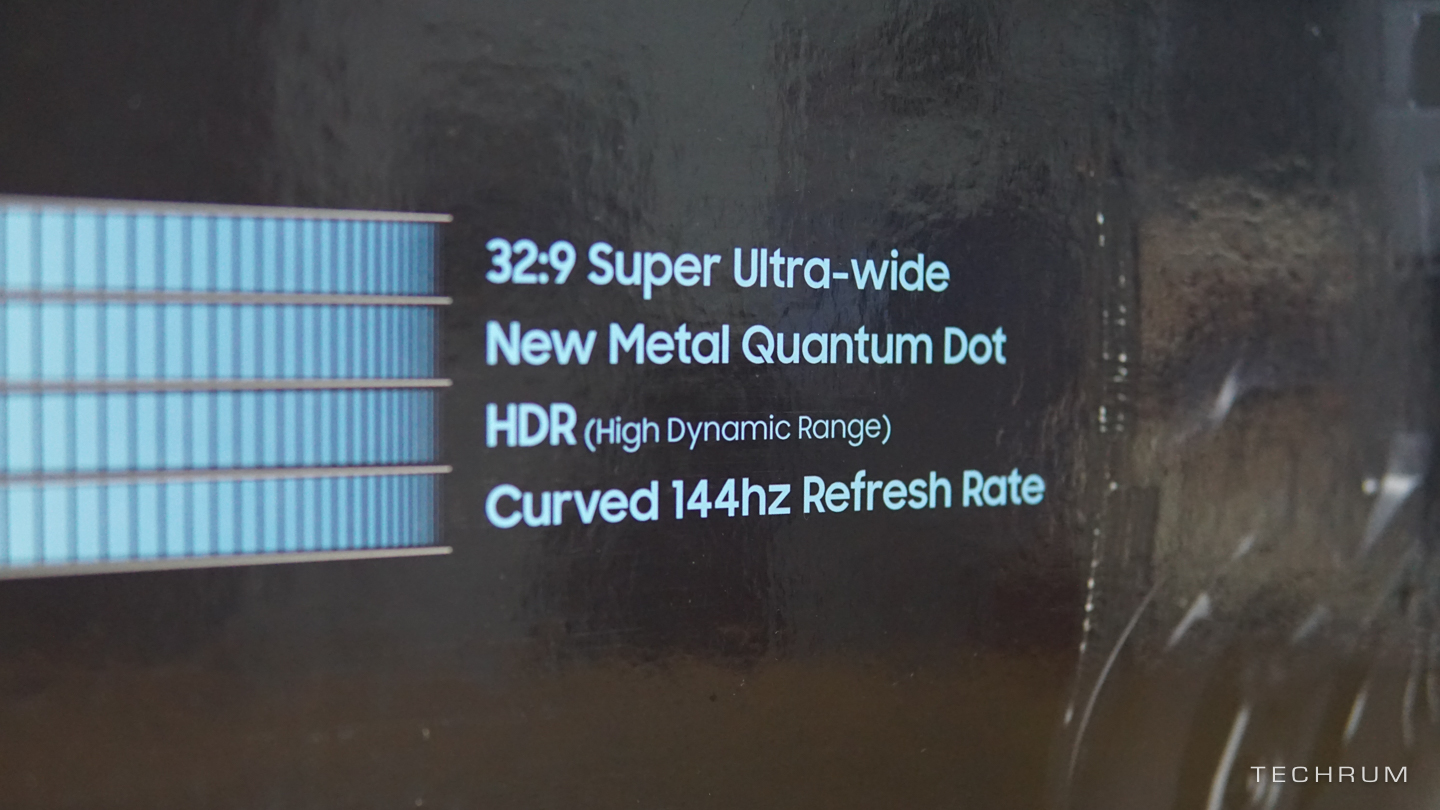 32:9 Super Ultra-wide
New Metal Quantum Dot
HDR (High Dynamic Range)
Curved 144hz Refresh Rate
TECHRUM